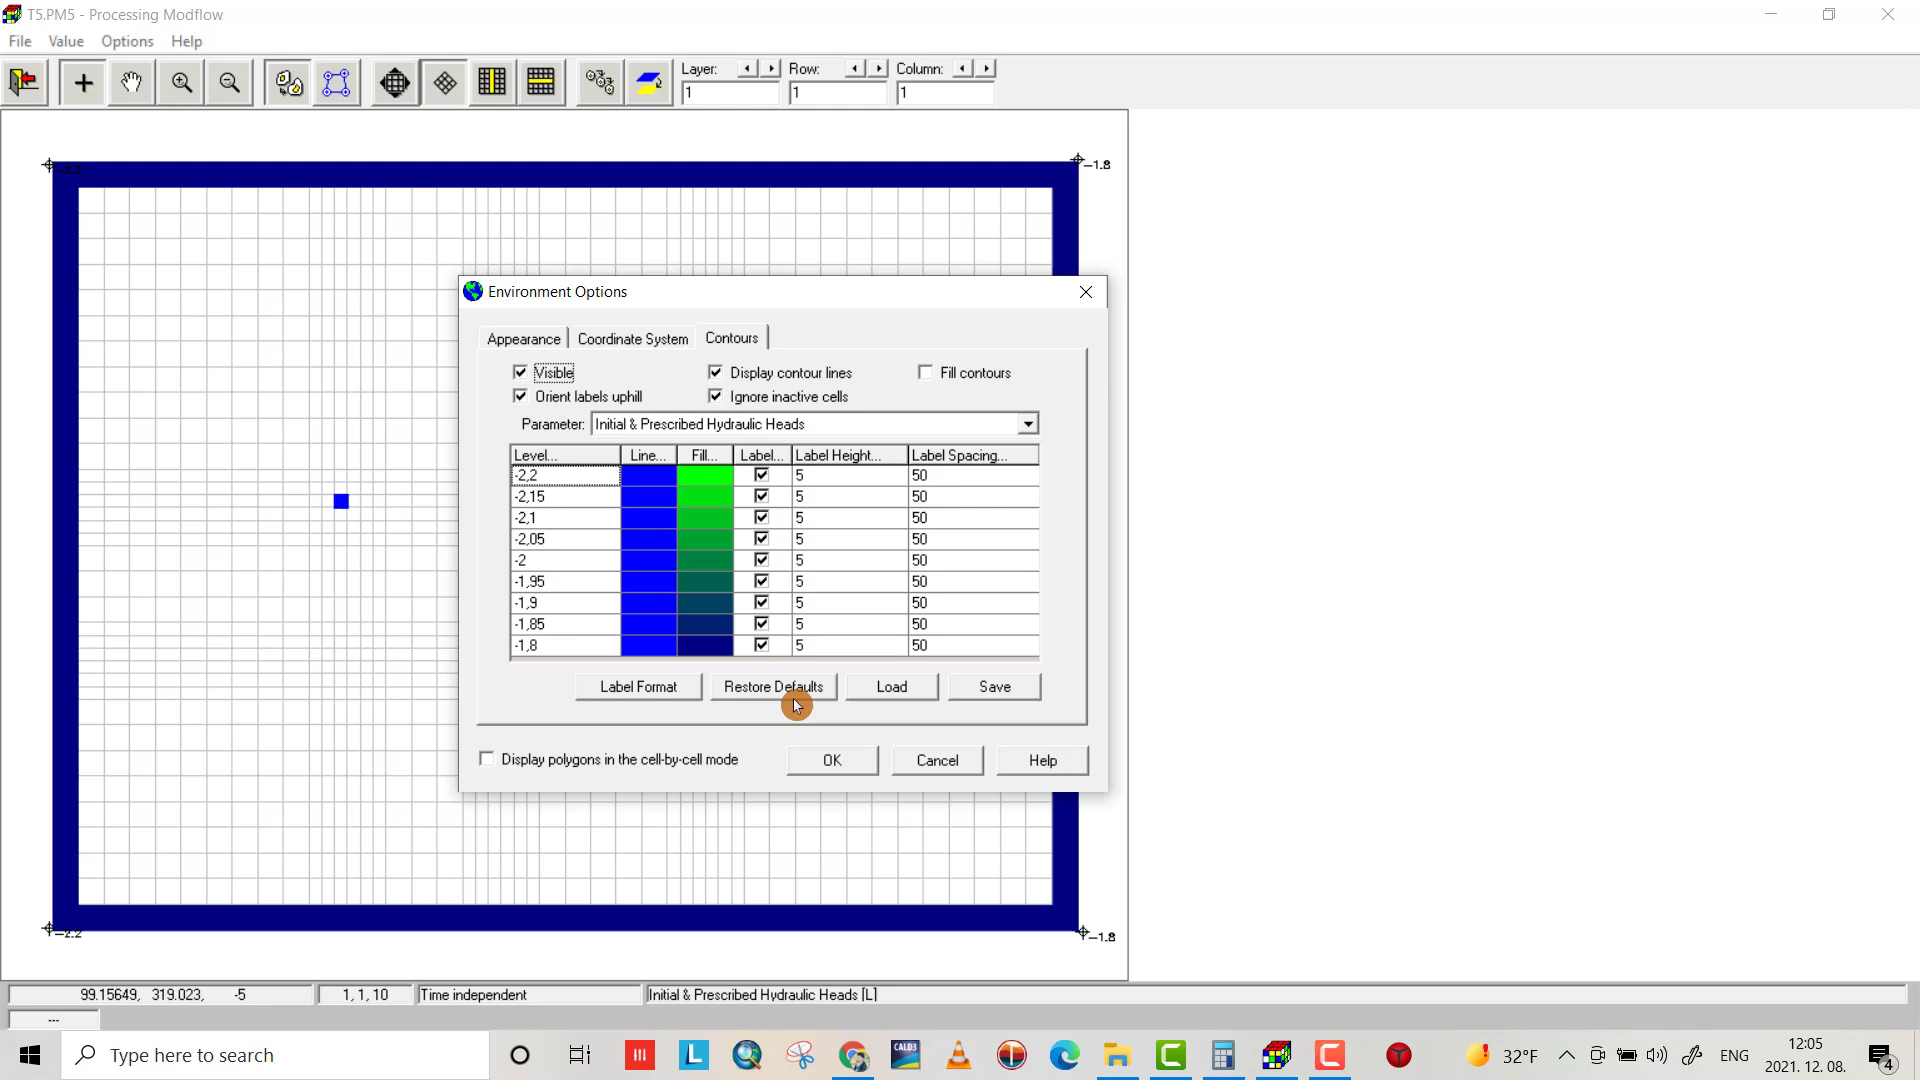 T5.PM5 - Processing Modflow
File Value Options Help
Layer: Row: Column:
1 1 1
-1.8
Environment Options
Appearance Coordinate System Contours
Visible Display contour lines Fill contours
Orient labels uphill Ignore inactive cells
Parameter: Initial & Prescribed Hydraulic Heads
Level... Line... Fill... Label... Label Height... Label Spacing...
-2,2 5 50
-2,15 5 50
-2,1 5 50
-2,05 5 50
-2 5 50
-1,95 5 50
-1,9 5 50
-1,85 5 50
-1,8 5 50
Label Format Restore Defaults Load Save
Display polygons in the cell-by-cell mode OK Cancel Help
-2.2 -1.8
99.15649, 319.023, -5 1, 1, 10 Time independent Initial & Prescribed Hydraulic Heads [L]
---
Type here to search L CALD3 32°F ENG 12:05
2021. 12. 08. 4